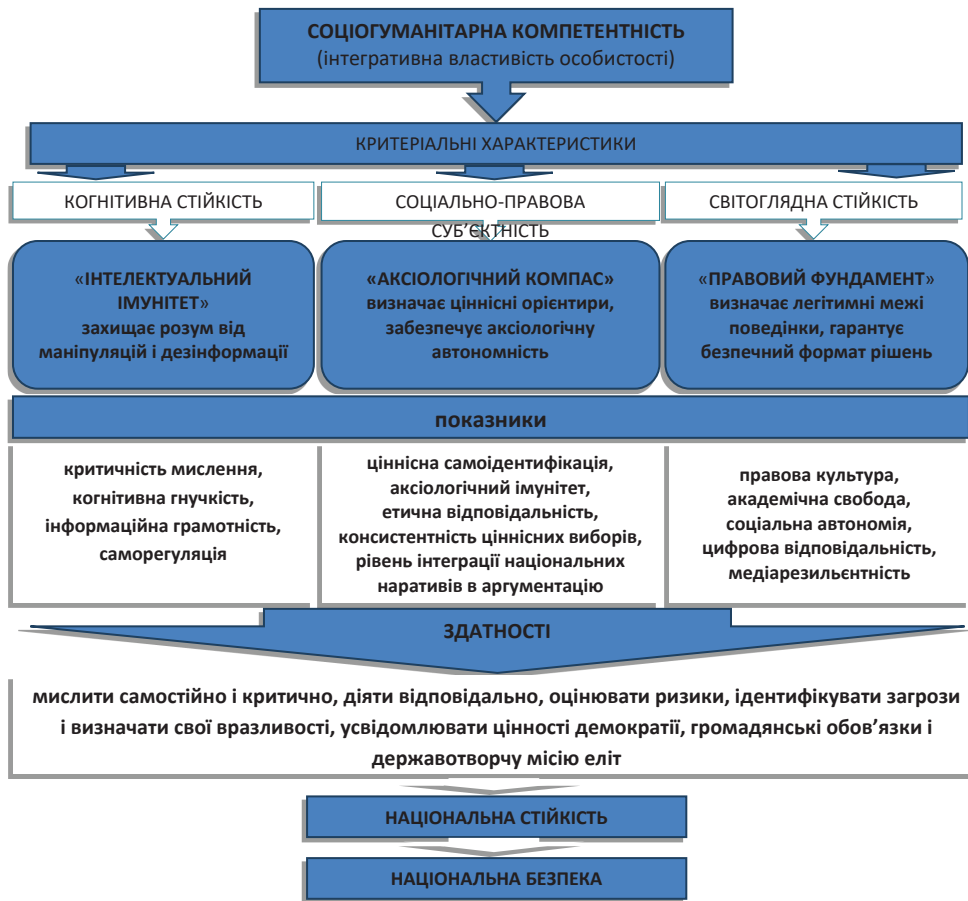 СОЦІОГУМАНІТАРНА КОМПЕТЕНТНІСТЬ
(інтегративна властивість особистості)
КРИТЕРІАЛЬНІ ХАРАКТЕРИСТИКИ
КОГНІТИВНА СТІЙКІСТЬ
СОЦІАЛЬНО-ПРАВОВА
СУБ’ЄКТНІСТЬ
СВІТОГЛЯДНА СТІЙКІСТЬ
«ІНТЕЛЕКТУАЛЬНИЙ
ІМУНІТЕТ»
захищає розум від
маніпуляцій і дезінформації
«АКСІОЛОГІЧНИЙ КОМПАС»
визначає ціннісні орієнтири,
забезпечує аксіологічну
автономність
«ПРАВОВИЙ ФУНДАМЕНТ»
визначає легітимні межі
поведінки, гарантує
безпечний формат рішень
показники
критичність мислення,
когнітивна гнучкість,
інформаційна грамотність,
саморегуляція
ціннісна самоідентифікація,
аксіологічний імунітет,
етична відповідальність,
консистентність ціннісних виборів,
рівень інтеграції національних
наративів в аргументацію
правова культура,
академічна свобода,
соціальна автономія,
цифрова відповідальність,
медіарезильєнтність
ЗДАТНОСТІ
мислити самостійно і критично, діяти відповідально, оцінювати ризики, ідентифікувати загрози
і визначати свої вразливості, усвідомлювати цінності демократії, громадянські обов’язки і
державотворчу місію еліт
НАЦІОНАЛЬНА СТІЙКІСТЬ
НАЦІОНАЛЬНА БЕЗПЕКА